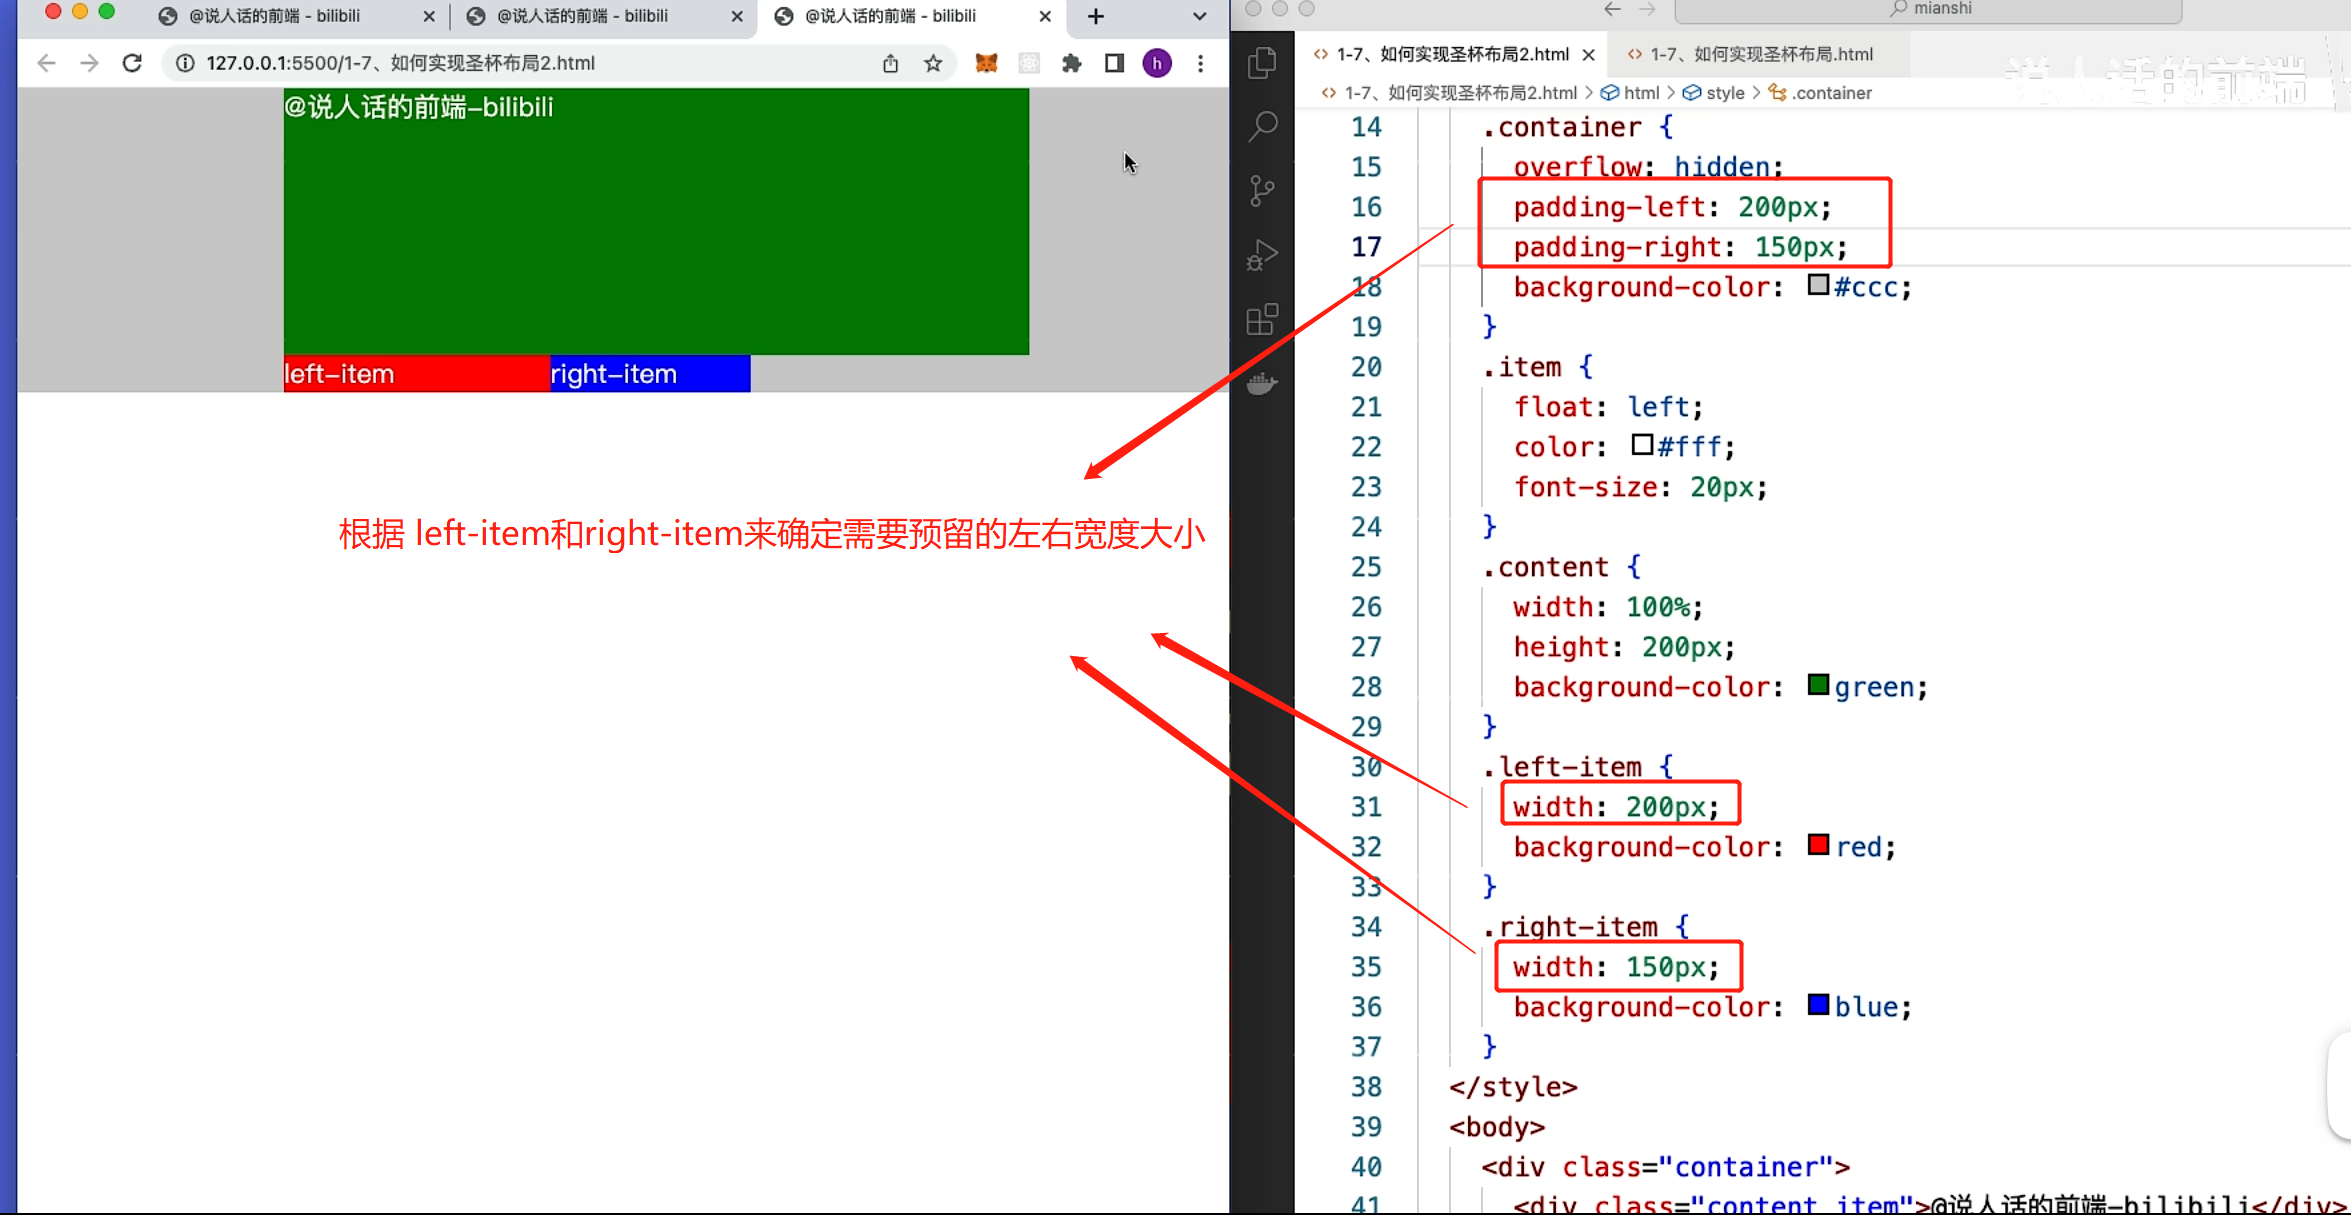 @说人话的前端 - bilibili
@说人话的前端 - bilibili
@说人话的前端 - bilibili
127.0.0.1:5500/1-7、如何实现圣杯布局2.html
h
@说人话的前端-bilibili
left-item
right-item
根据 left-item和right-item来确定需要预留的左右宽度大小
mianshi
1-7、如何实现圣杯布局2.html
1-7、如何实现圣杯布局.html
说人话的前端
1-7、如何实现圣杯布局2.html > html > style > .container
14 .container {
15 overflow: hidden;
16 padding-left: 200px;
17 padding-right: 150px;
18 background-color: #ccc;
19 }
20 .item {
21 float: left;
22 color: #fff;
23 font-size: 20px;
24 }
25 .content {
26 width: 100%;
27 height: 200px;
28 background-color: green;
29 }
30 .left-item {
31 width: 200px;
32 background-color: red;
33 }
34 .right-item {
35 width: 150px;
36 background-color: blue;
37 }
38 </style>
39 <body>
40 <div class="container">
41 <div class="content item">@说人话的前端-bilibili</div>